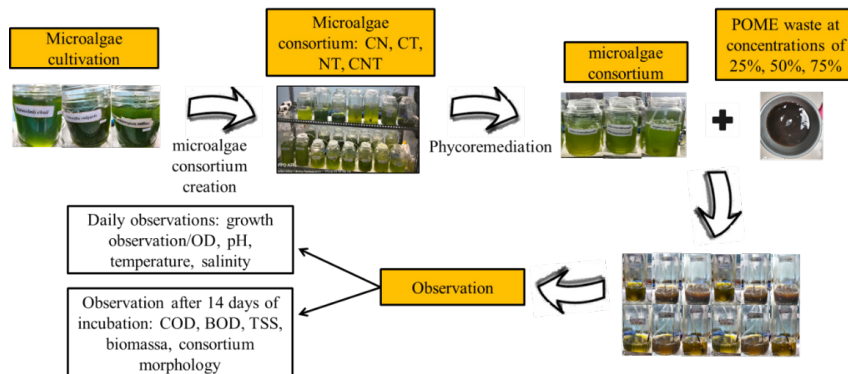 Microalgae
cultivation
microalgae
consortium
creation
Microalgae
consortium: CN, CT,
NT, CNT
Phycoremediation
microalgae
consortium
POME waste at
concentrations of
25%, 50%, 75%
Observation
Daily observations: growth
observation/OD, pH,
temperature, salinity
Observation after 14 days of
incubation: COD, BOD, TSS,
biomassa, consortium
morphology